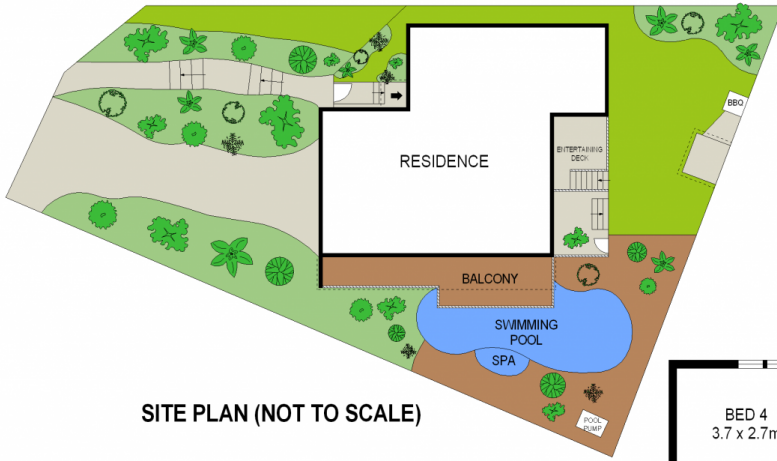 BBQ
ENTERTAINING
DECK
RESIDENCE
BALCONY
SWIMMING
POOL
SPA
POOL
PUMP
SITE PLAN (NOT TO SCALE)
BED 4
3.7 x 2.7m